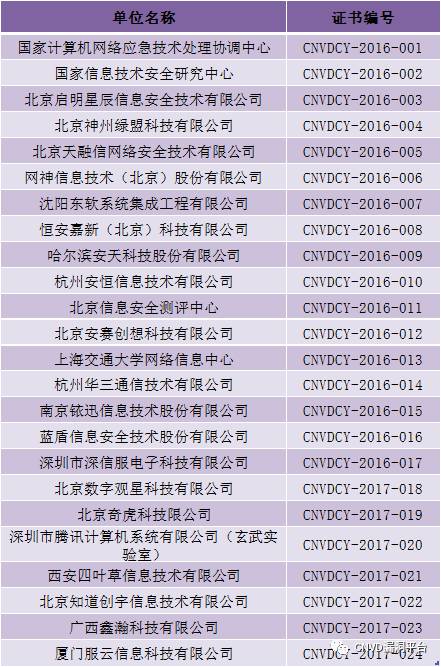 单位名称 证书编号
国家计算机网络应急技术处理协调中心 CNVDCY-2016-001
国家信息技术安全研究中心 CNVDCY-2016-002
北京启明星辰信息安全技术有限公司 CNVDCY-2016-003
北京神州绿盟科技有限公司 CNVDCY-2016-004
北京天融信网络安全技术有限公司 CNVDCY-2016-005
网神信息技术（北京）股份有限公司 CNVDCY-2016-006
沈阳东软系统集成工程有限公司 CNVDCY-2016-007
恒安嘉新（北京）科技有限公司 CNVDCY-2016-008
哈尔滨安天科技股份有限公司 CNVDCY-2016-009
杭州安恒信息技术有限公司 CNVDCY-2016-010
北京信息安全测评中心 CNVDCY-2016-011
北京安赛创想科技有限公司 CNVDCY-2016-012
上海交通大学网络信息中心 CNVDCY-2016-013
杭州华三通信技术有限公司 CNVDCY-2016-014
南京铱迅信息技术股份有限公司 CNVDCY-2016-015
蓝盾信息安全技术股份有限公司 CNVDCY-2016-016
深圳市深信服电子科技有限公司 CNVDCY-2016-017
北京数字观星科技有限公司 CNVDCY-2017-018
北京奇虎科技限公司 CNVDCY-2017-019
深圳市腾讯计算机系统有限公司（玄武实
验室） CNVDCY-2017-020
西安四叶草信息技术有限公司 CNVDCY-2017-021
北京知道创宇信息技术有限公司 CNVDCY-2017-022
广西鑫瀚科技有限公司 CNVDCY-2017-023
厦门服云信息科技有限公司 CNVDCY-2017-024
CNVD漏洞平台